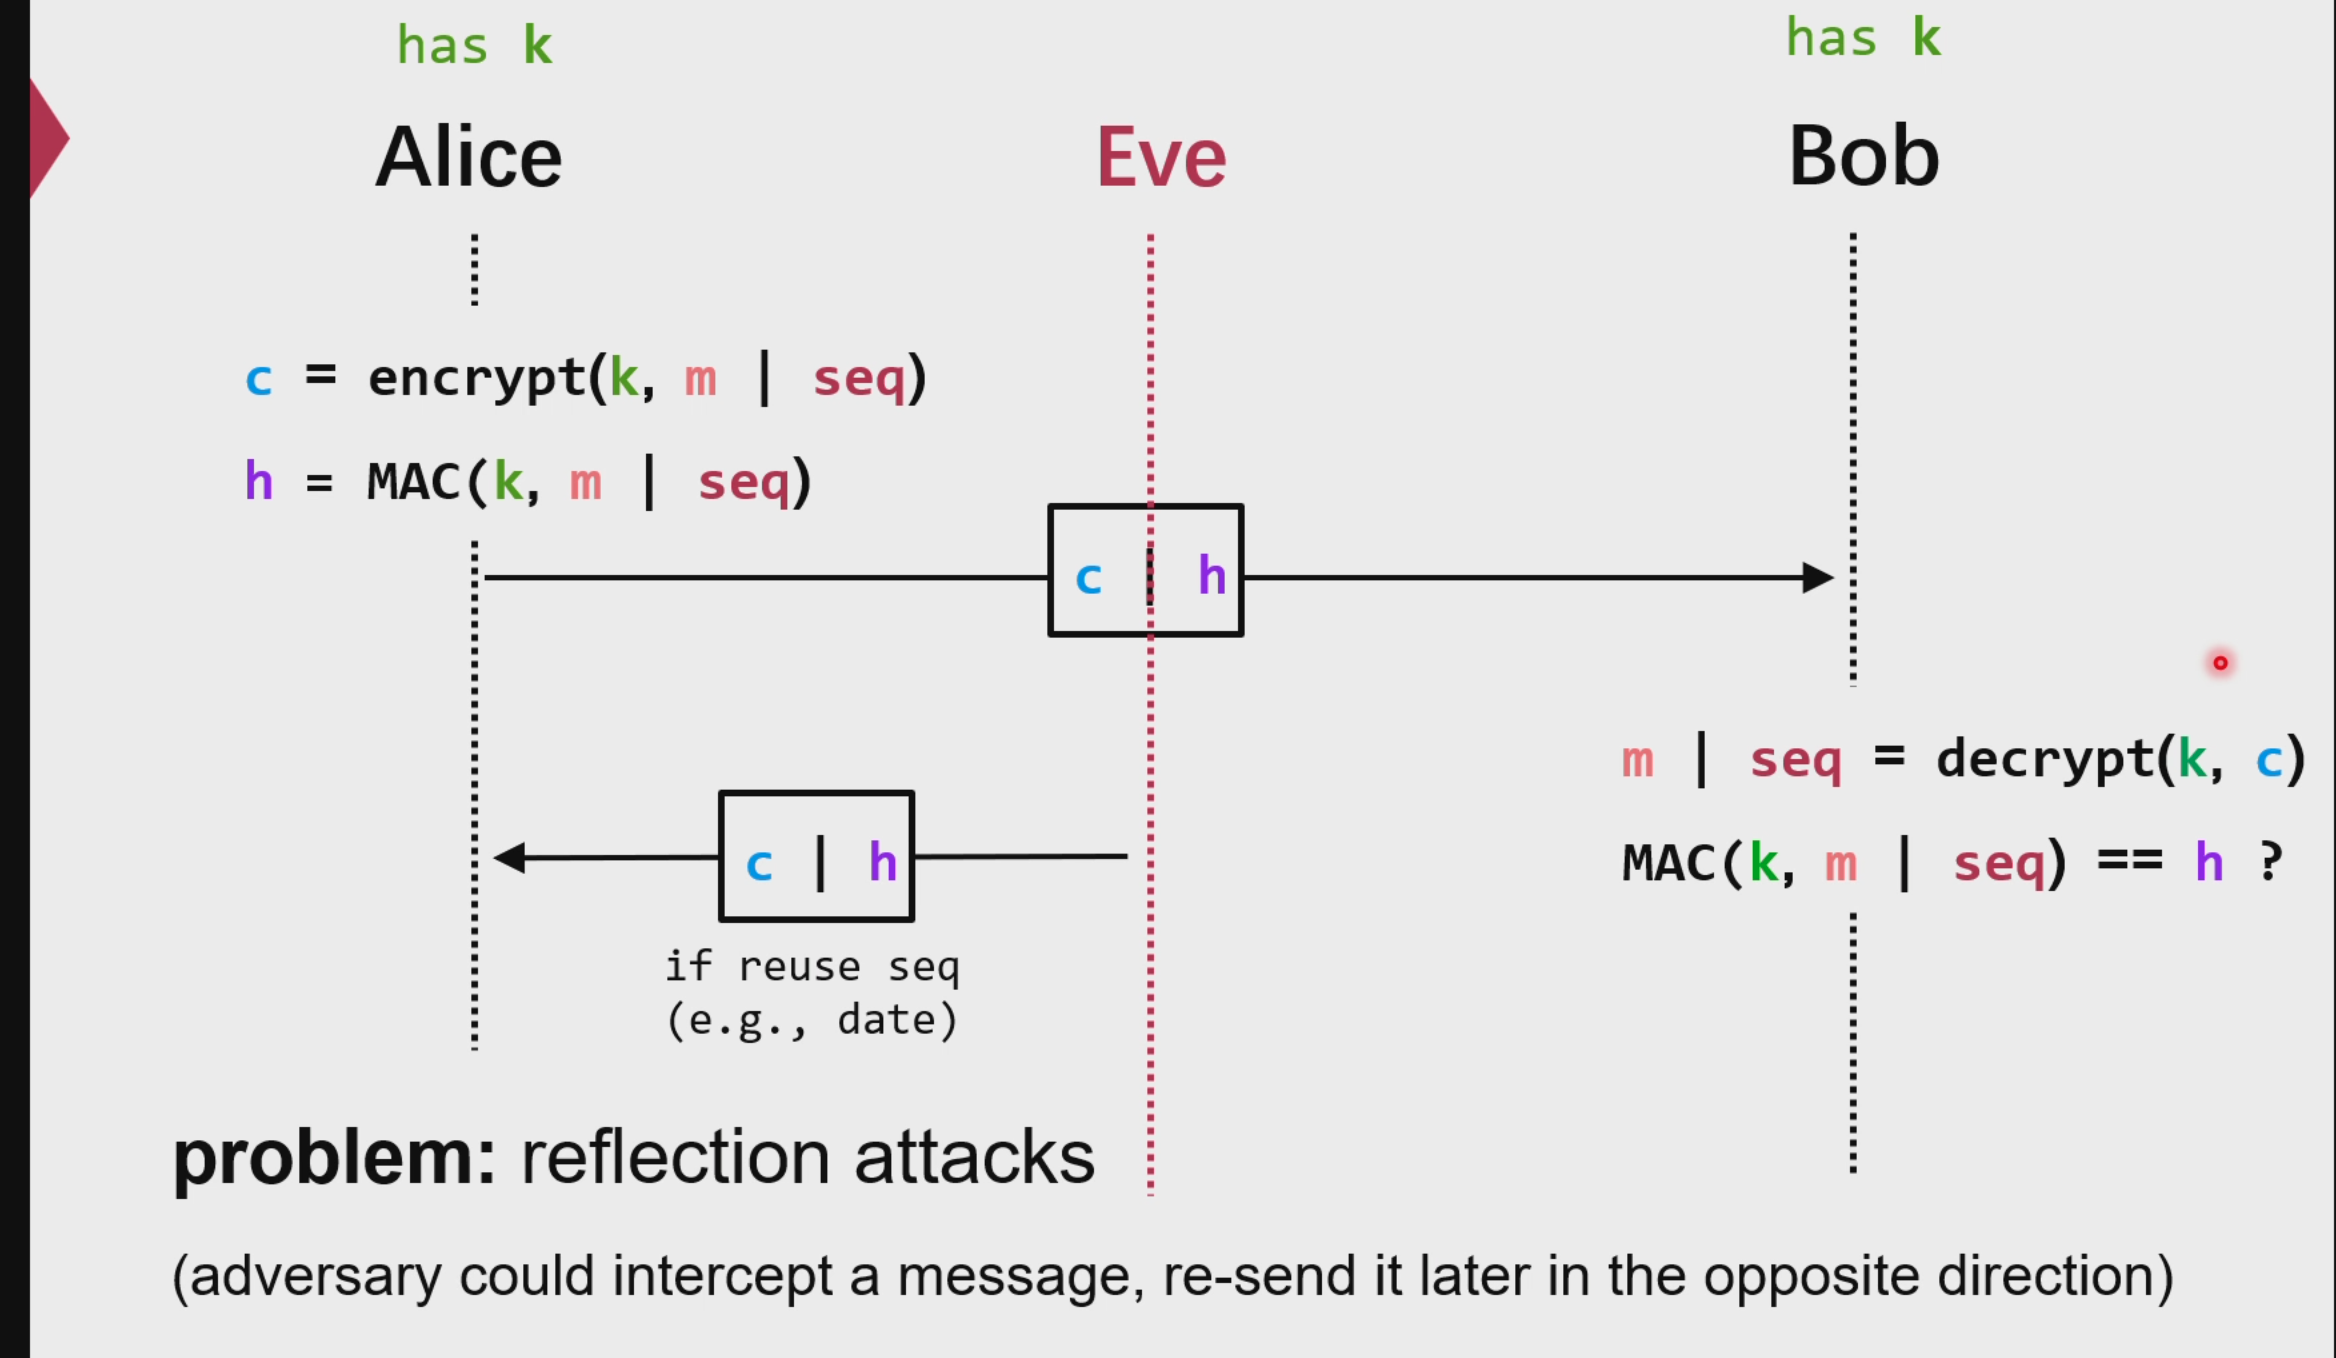 has k
has k
Alice
Eve
Bob
c = encrypt(k, m | seq)
h = MAC(k, m | seq)
c | h
m | seq = decrypt(k, c)
MAC(k, m | seq) == h ?
c | h
if reuse seq
(e.g., date)
problem: reflection attacks
(adversary could intercept a message, re-send it later in the opposite direction)